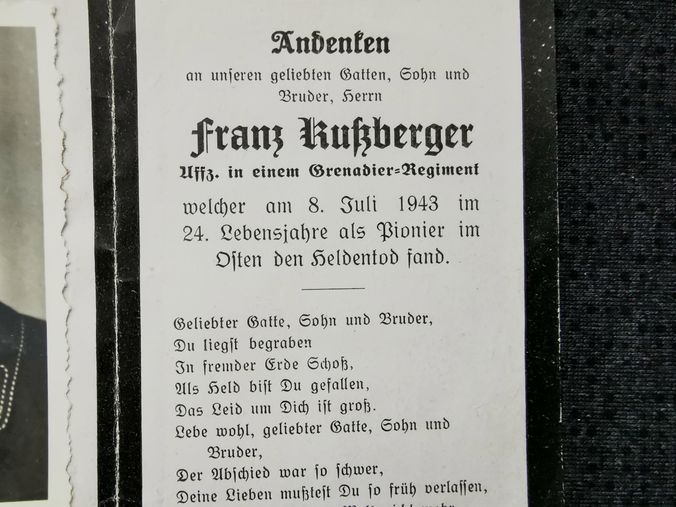 Andenken
an unseren geliebten Gatten, Sohn und
Bruder, Herrn
Franz Kußberger
Uffz. in einem Grenadier-Regiment
welcher am 8. Juli 1943 im
24. Lebensjahre als Pionier im
Osten den Heldentod fand.
Geliebter Gatte, Sohn und Bruder,
Du liegst begraben
In fremder Erde Schoß,
Als Held bist Du gefallen,
Das Leid um Dich ist groß.
Lebe wohl, geliebter Gatte, Sohn und
Bruder,
Der Abschied war so schwer,
Deine Lieben mußtest Du so früh verlassen,